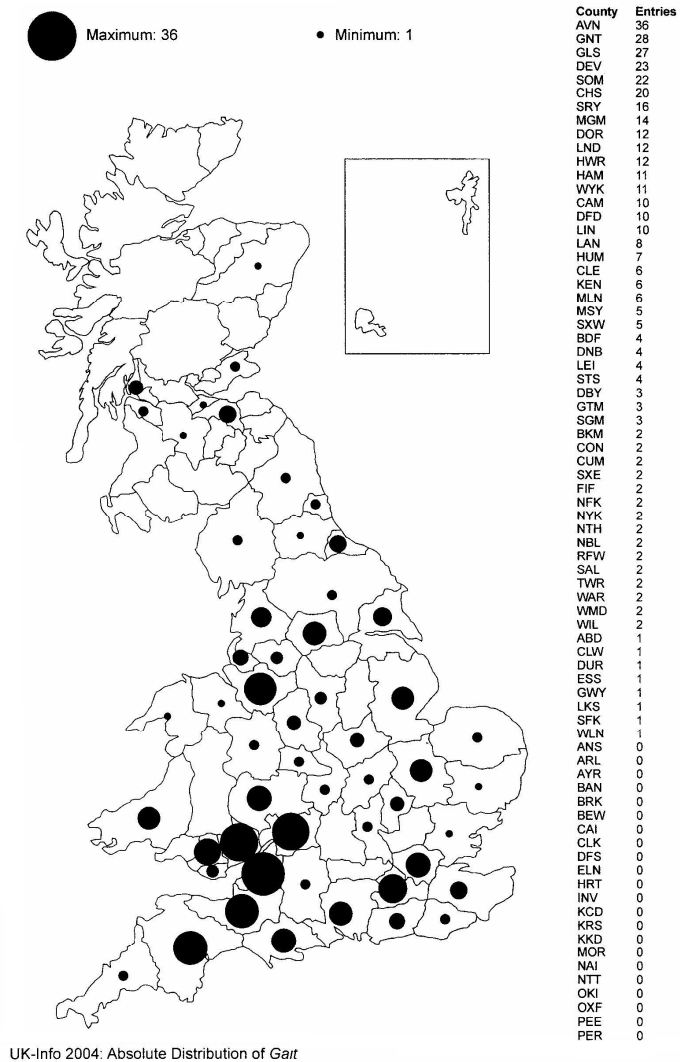 Maximum: 36
Minimum: 1
County Entries
AVN 36
GNT 28
GLS 27
DEV 23
SOM 22
CHS 20
SRY 16
MGM 14
DOR 12
LND 12
HWR 12
HAM 11
WYK 11
CAM 10
DFD 10
LIN 10
LAN 8
HUM 7
CLE 6
KEN 6
MLN 6
MSY 5
SXW 5
BDF 4
DNB 4
LEI 4
STS 4
DBY 3
GTM 3
SGM 3
BKM 2
CON 2
CUM 2
SXE 2
FIF 2
NFK 2
NYK 2
NTH 2
NBL 2
RFW 2
SAL 2
TWR 2
WAR 2
WMD 2
WIL 2
ABD 1
CLW 1
DUR 1
ESS 1
GWY 1
LKS 1
SFK 1
WLN 1
ANS 0
ARL 0
AYR 0
BAN 0
BRK 0
BEW 0
CAI 0
CLK 0
DFS 0
ELN 0
HRT 0
INV 0
KCD 0
KRS 0
KKD 0
MOR 0
NAI 0
NTT 0
OKI 0
OXF 0
PEE 0
PER 0
UK-Info 2004: Absolute Distribution of Gait